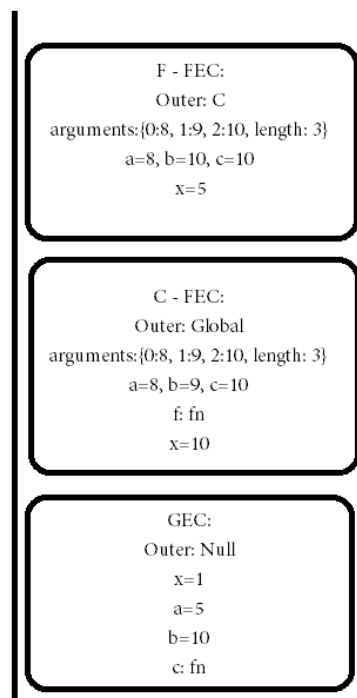 F - FEC:
Outer: C
arguments:{0:8, 1:9, 2:10, length: 3}
a=8, b=10, c=10
x=5
C - FEC:
Outer: Global
arguments:{0:8, 1:9, 2:10, length: 3}
a=8, b=9, c=10
f: fn
x=10
GEC:
Outer: Null
x=1
a=5
b=10
c: fn